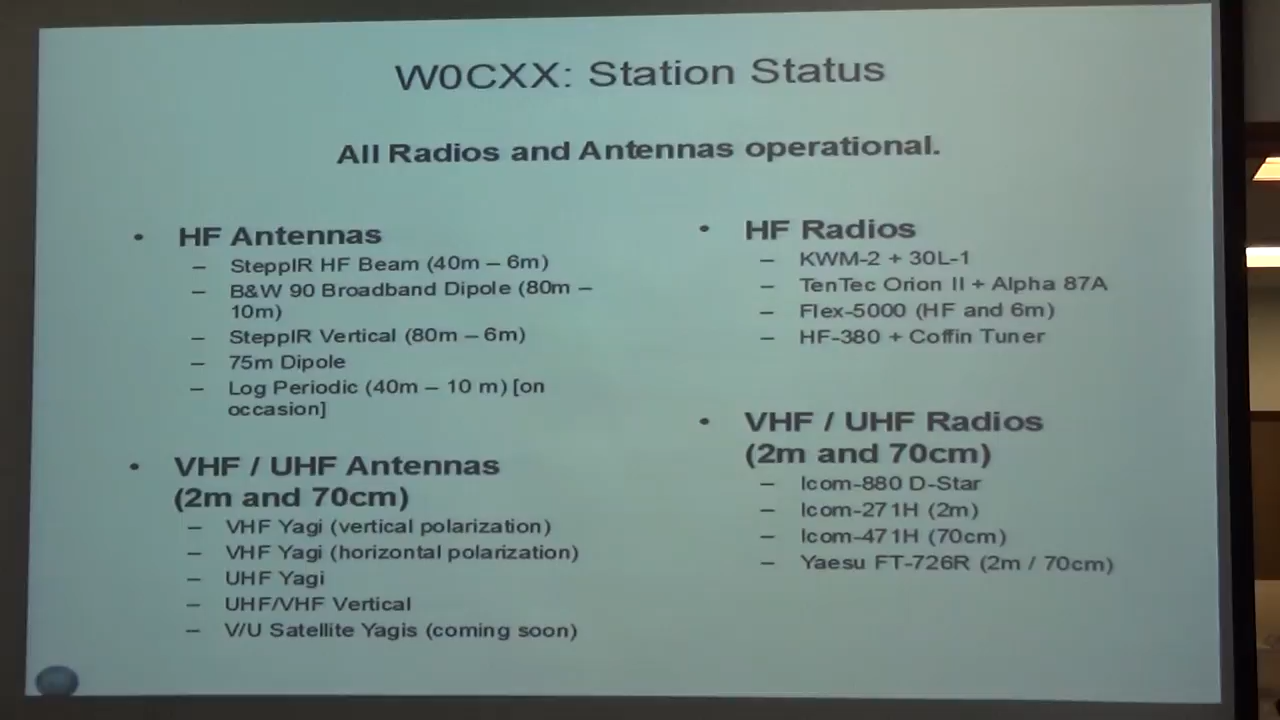 W0CXX: Station Status
All Radios and Antennas operational.
• HF Antennas
– SteppIR HF Beam (40m – 6m)
– B&W 90 Broadband Dipole (80m –
10m)
– SteppIR Vertical (80m – 6m)
– 75m Dipole
– Log Periodic (40m – 10 m) [on
occasion]
• VHF / UHF Antennas
(2m and 70cm)
– VHF Yagi (vertical polarization)
– VHF Yagi (horizontal polarization)
– UHF Yagi
– UHF/VHF Vertical
– V/U Satellite Yagis (coming soon)
• HF Radios
– KWM-2 + 30L-1
– TenTec Orion II + Alpha 87A
– Flex-5000 (HF and 6m)
– HF-380 + Coffin Tuner
• VHF / UHF Radios
(2m and 70cm)
– Icom-880 D-Star
– Icom-271H (2m)
– Icom-471H (70cm)
– Yaesu FT-726R (2m / 70cm)